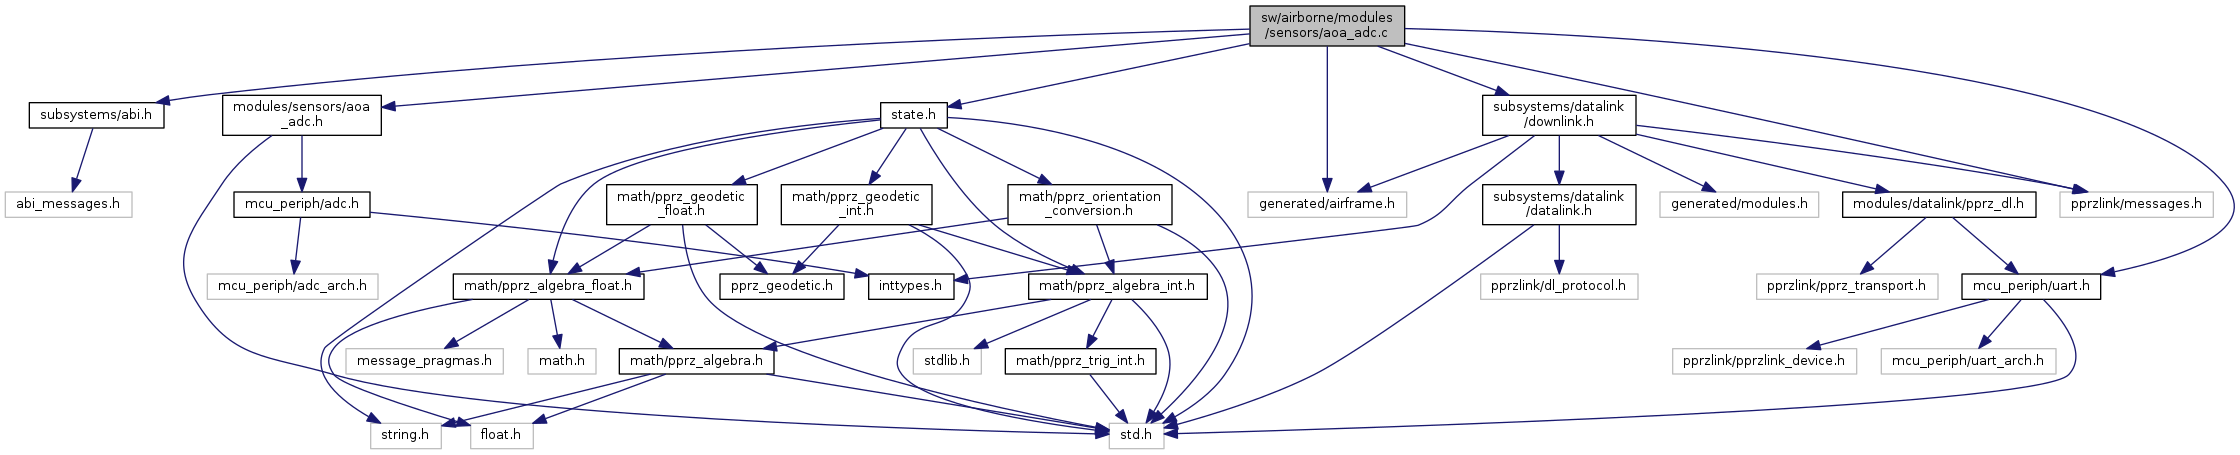 sw/airborne/modules
/sensors/aoa_adc.c
subsystems/abi.h
modules/sensors/aoa
_adc.h
state.h
subsystems/datalink
/downlink.h
abi_messages.h
mcu_periph/adc.h
math/pprz_geodetic
_float.h
math/pprz_geodetic
_int.h
math/pprz_orientation
_conversion.h
generated/airframe.h
subsystems/datalink
/datalink.h
generated/modules.h
modules/datalink/pprz_dl.h
pprzlink/messages.h
mcu_periph/adc_arch.h
math/pprz_algebra_float.h
pprz_geodetic.h
inttypes.h
math/pprz_algebra_int.h
pprzlink/dl_protocol.h
pprzlink/pprz_transport.h
mcu_periph/uart.h
message_pragmas.h
math.h
math/pprz_algebra.h
stdlib.h
math/pprz_trig_int.h
pprzlink/pprzlink_device.h
mcu_periph/uart_arch.h
string.h
float.h
std.h